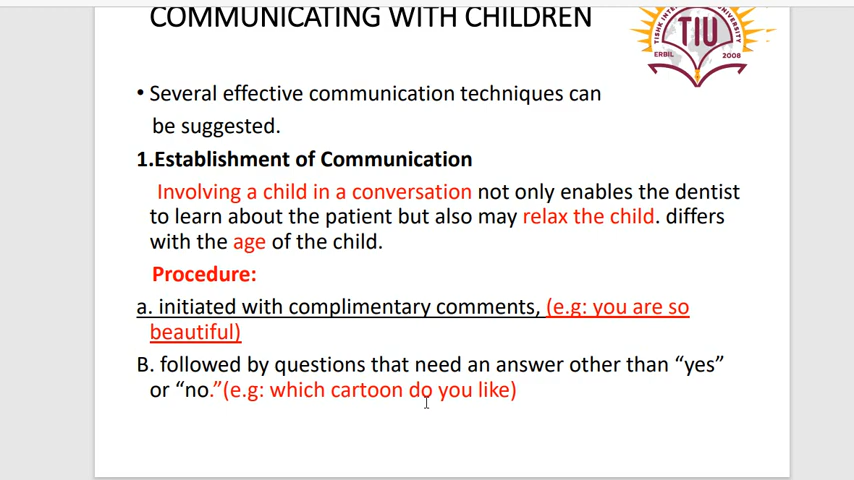 COMMUNICATING WITH CHILDREN
TISHK INTERNATIONAL UNIVERSITY
TIU
ERBIL 2008
• Several effective communication techniques can
be suggested.
1.Establishment of Communication
Involving a child in a conversation not only enables the dentist
to learn about the patient but also may relax the child. differs
with the age of the child.
Procedure:
a. initiated with complimentary comments, (e.g: you are so
beautiful)
B. followed by questions that need an answer other than “yes”
or “no.”(e.g: which cartoon do you like)